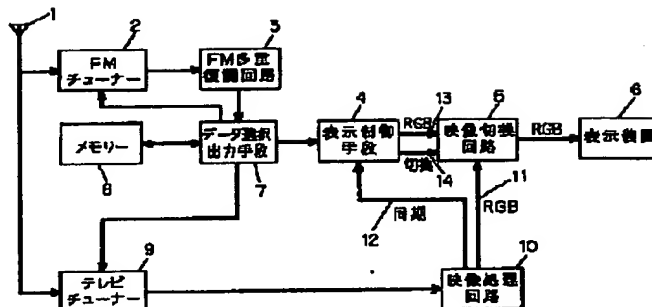 1
2
FM
チューナー
3
FM多重
復調回路
4
表示制御
手段
RGB
13
切換
14
5
映像切換
回路
RGB
6
表示装置
メモリー
8
データ選択
出力手段
7
12
同期
11
RGB
9
テレビ
チューナー
10
映像処理
回路